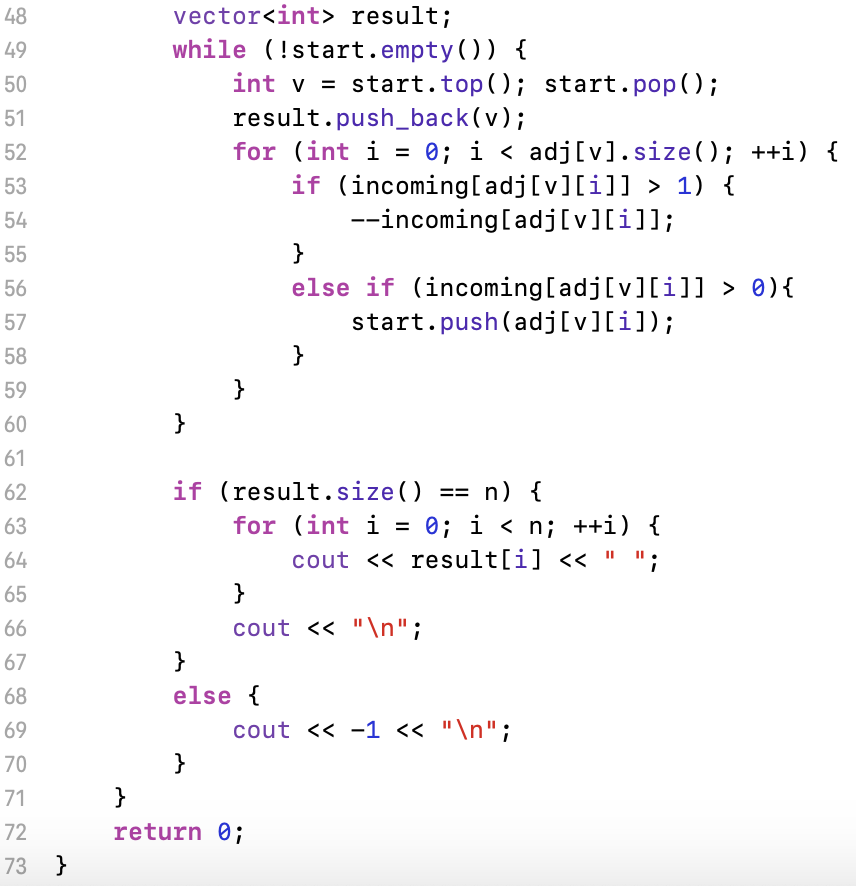 48 vector<int> result;
49 while (!start.empty()) {
50 int v = start.top(); start.pop();
51 result.push_back(v);
52 for (int i = 0; i < adj[v].size(); ++i) {
53 if (incoming[adj[v][i]] > 1) {
54 --incoming[adj[v][i]];
55 }
56 else if (incoming[adj[v][i]] > 0){
57 start.push(adj[v][i]);
58 }
59 }
60 }
61
62 if (result.size() == n) {
63 for (int i = 0; i < n; ++i) {
64 cout << result[i] << " ";
65 }
66 cout << "\n";
67 }
68 else {
69 cout << -1 << "\n";
70 }
71 }
72 return 0;
73 }